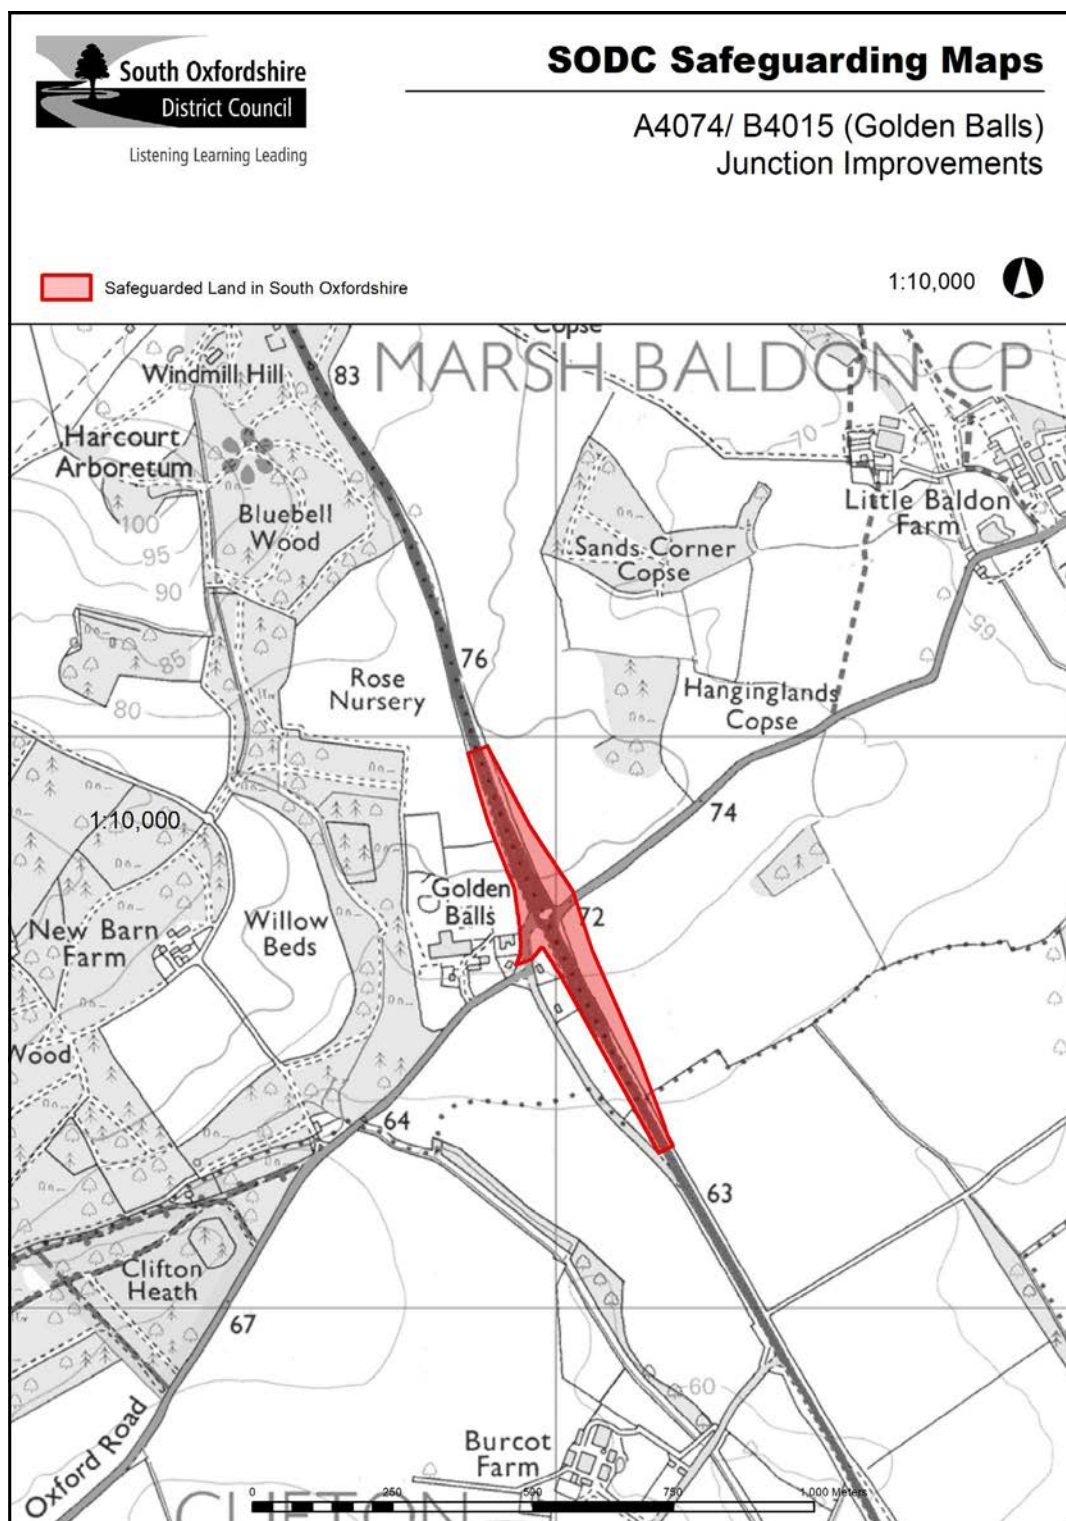 SODC Safeguarding Maps
South Oxfordshire
District Council
Listening Learning Leading
A4074/ B4015 (Golden Balls)
Junction Improvements
Safeguarded Land in South Oxfordshire
1:10,000
Copse
Windmill Hill
83
MARSH BALDON CP
Harcourt
Arboretum
70
Little Baldon
Farm
100
95
90
Bluebell
Wood
Sands Corner
Copse
65
85
76
80
Rose
Nursery
Hanginglands
Copse
1:10,000
74
Golden
Balls
72
New Barn
Farm
Willow
Beds
Wood
64
63
Clifton
Heath
67
60
Oxford Road
Burcot
Farm
CLIFTON
0
250
500
750
1,000 Meters